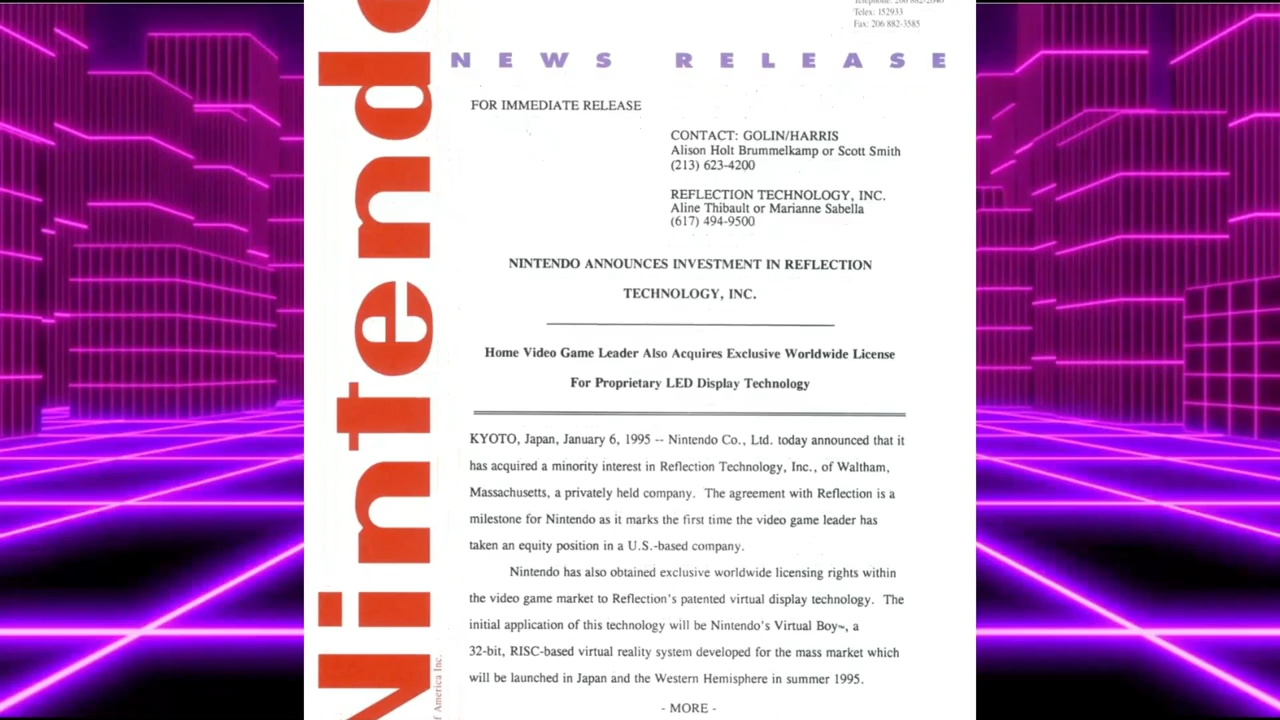 Telex: 152933
Fax: 206 882-3585
NEWS RELEASE
FOR IMMEDIATE RELEASE
CONTACT: GOLIN/HARRIS
Alison Holt Brummelkamp or Scott Smith
(213) 623-4200
REFLECTION TECHNOLOGY, INC.
Aline Thibault or Marianne Sabella
(617) 494-9500
NINTENDO ANNOUNCES INVESTMENT IN REFLECTION
TECHNOLOGY, INC.
Home Video Game Leader Also Acquires Exclusive Worldwide License
For Proprietary LED Display Technology
KYOTO, Japan, January 6, 1995 -- Nintendo Co., Ltd. today announced that it
has acquired a minority interest in Reflection Technology, Inc., of Waltham,
Massachusetts, a privately held company. The agreement with Reflection is a
milestone for Nintendo as it marks the first time the video game leader has
taken an equity position in a U.S.-based company.
Nintendo has also obtained exclusive worldwide licensing rights within
the video game market to Reflection's patented virtual display technology. The
initial application of this technology will be Nintendo's Virtual Boy~, a
32-bit, RISC-based virtual reality system developed for the mass market which
will be launched in Japan and the Western Hemisphere in summer 1995.
- MORE -
Nintendo
of America Inc.